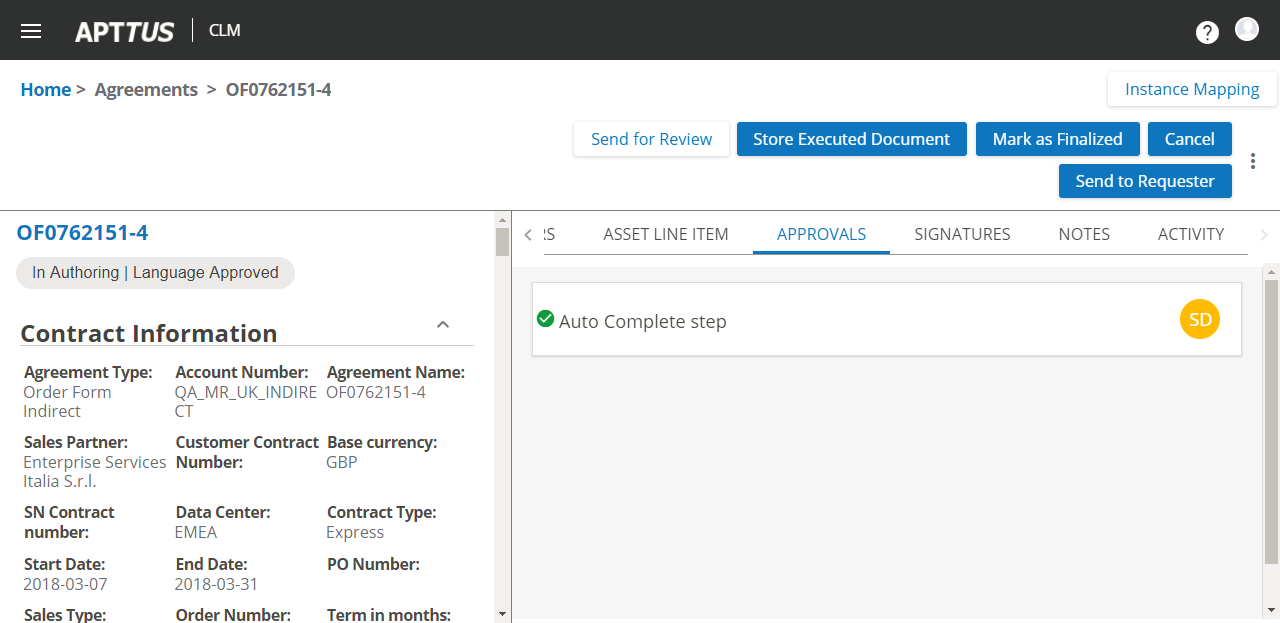 APTTUS CLM ?
Home > Agreements > OF0762151-4
Instance Mapping
Send for Review Store Executed Document Mark as Finalized Cancel
Send to Requester
OF0762151-4
In Authoring | Language Approved
Contract Information
Agreement Type: Account Number: Agreement Name:
Order Form QA_MR_UK_INDIRE OF0762151-4
Indirect CT
Sales Partner: Customer Contract Base currency:
Enterprise Services Number: GBP
Italia S.r.l.
SN Contract Data Center: Contract Type:
number: EMEA Express
Start Date: End Date: PO Number:
2018-03-07 2018-03-31
Sales Type: Order Number: Term in months:
RS ASSET LINE ITEM APPROVALS SIGNATURES NOTES ACTIVITY
Auto Complete step SD